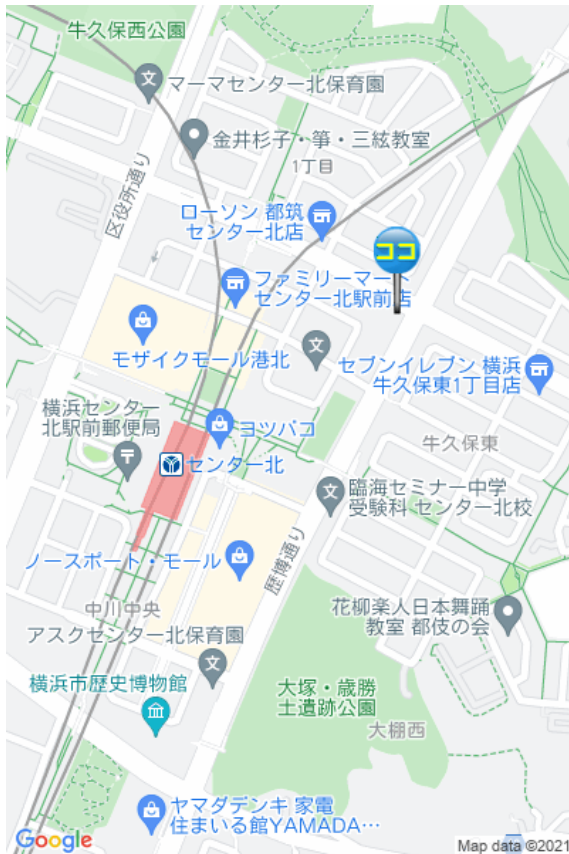 牛久保西公園
マーマセンター北保育園
金井杉子・箏・三絃教室
1丁目
区役所通り
ローソン 都筑
センター北店
ココ
ファミリーマート
センター北駅前店
モザイクモール港北
セブンイレブン 横浜
牛久保東1丁目店
横浜センター
北駅前郵便局
ヨツバコ
牛久保東
センター北
臨海セミナー中学
受験科 センター北校
ノースポート・モール
歴博通り
中川中央
花柳楽人日本舞踊
教室 都伎の会
アスクセンター北保育園
横浜市歴史博物館
大塚・歳勝
土遺跡公園
大棚西
ヤマダデンキ 家電
住まいる館YAMADA…
Google
Map data ©2021